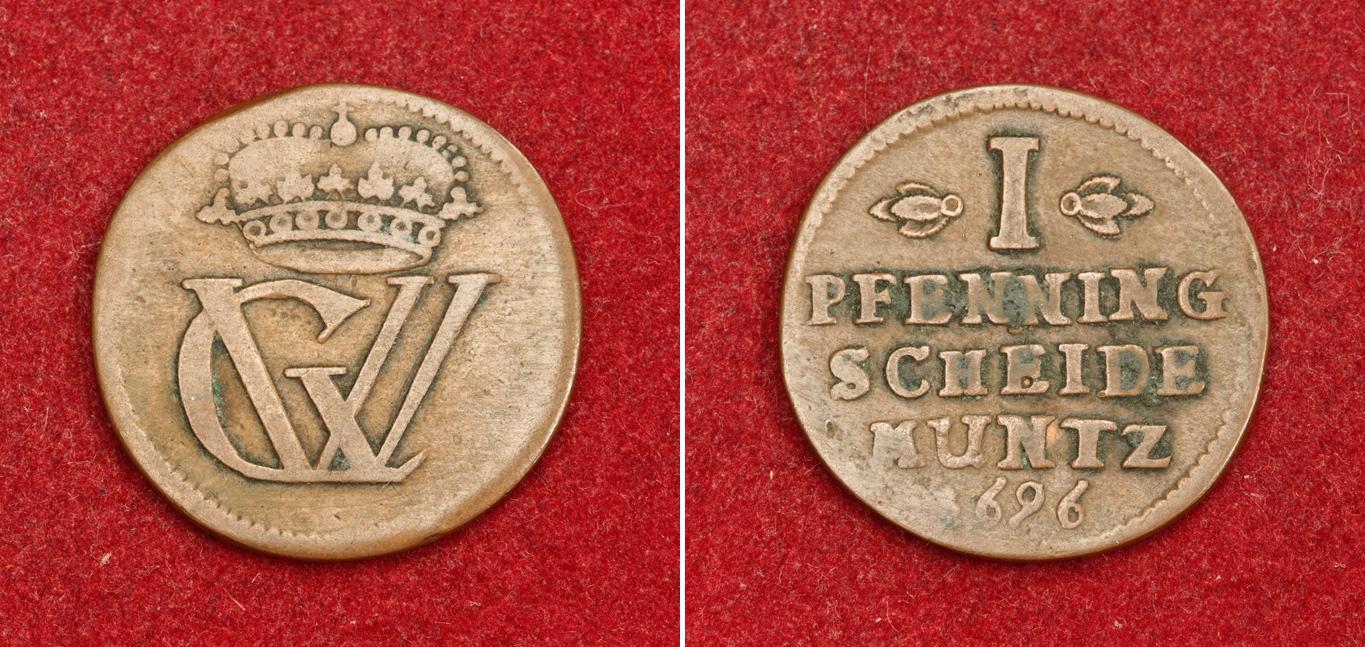 GW
I
PFENNING
SCHEIDE
MUNTZ
696